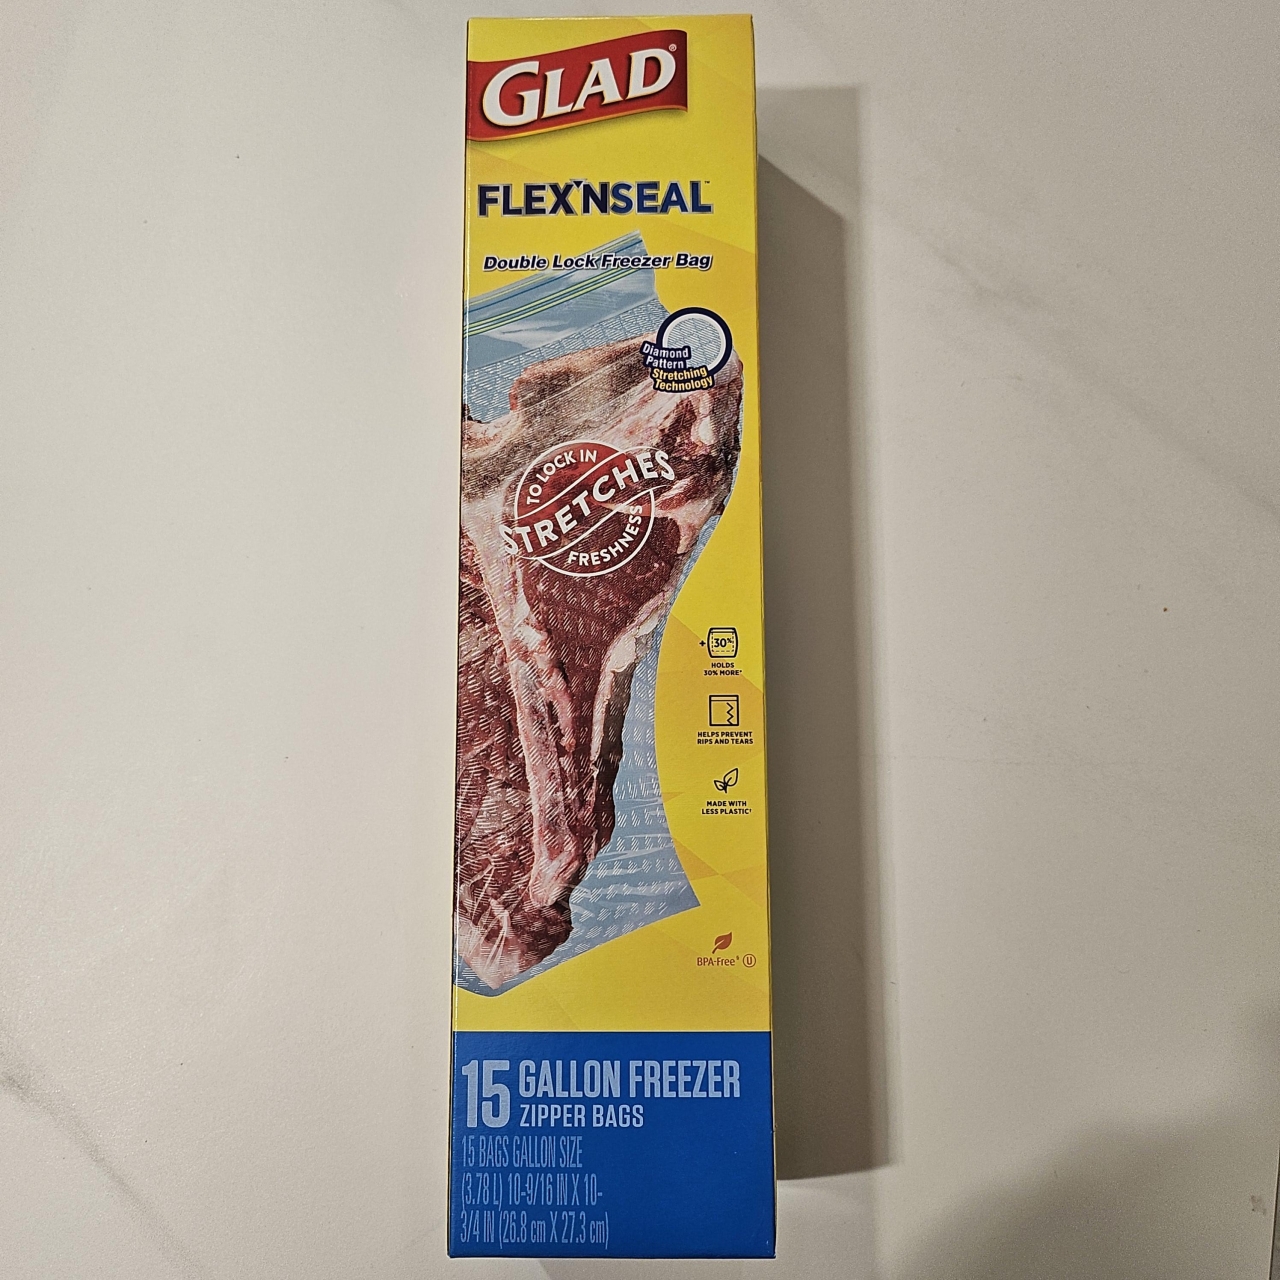 GLAD®
FLEX'NSEAL™
Double Lock Freezer Bag
Diamond
Pattern
Stretching
Technology
TO LOCK IN
STRETCHES
FRESHNESS
+30%
HOLDS
30% MORE*
HELPS PREVENT
RIPS AND TEARS
MADE WITH
LESS PLASTIC†
BPA-Free§ U
15 GALLON FREEZER
ZIPPER BAGS
15 BAGS GALLON SIZE
(3.78 L) 10-9/16 IN X 10-
3/4 IN (26.8 cm X 27.3 cm)